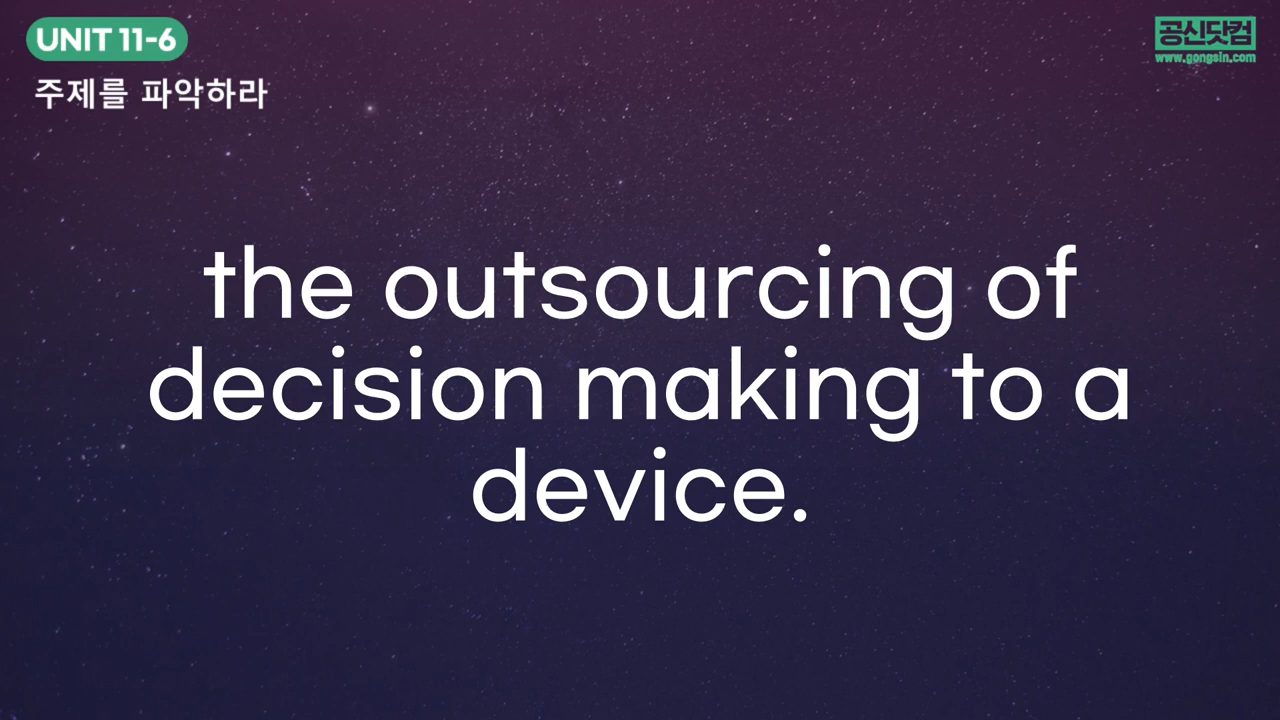 UNIT 11-6
공신닷컴
www.gongsin.com
주제를 파악하라
the outsourcing of
decision making to a
device.